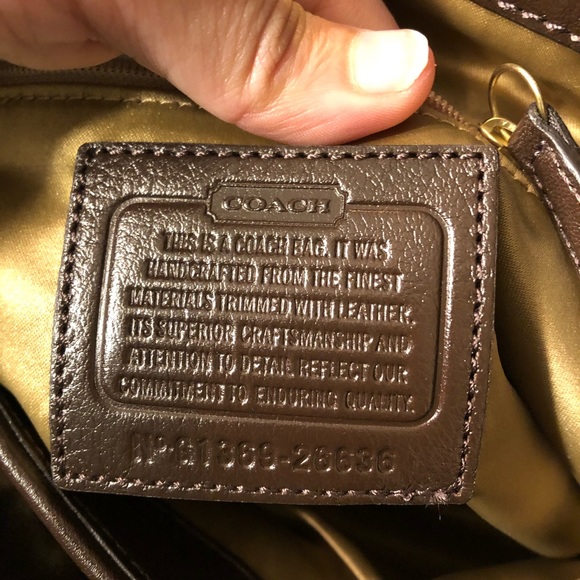 COACH
THIS IS A COACH BAG. IT WAS
HANDCRAFTED FROM THE FINEST
MATERIALS TRIMMED WITH LEATHER.
ITS SUPERIOR CRAFTSMANSHIP AND
ATTENTION TO DETAIL REFLECT OUR
COMMITMENT TO ENDURING QUALITY.
Nº G1369-26636